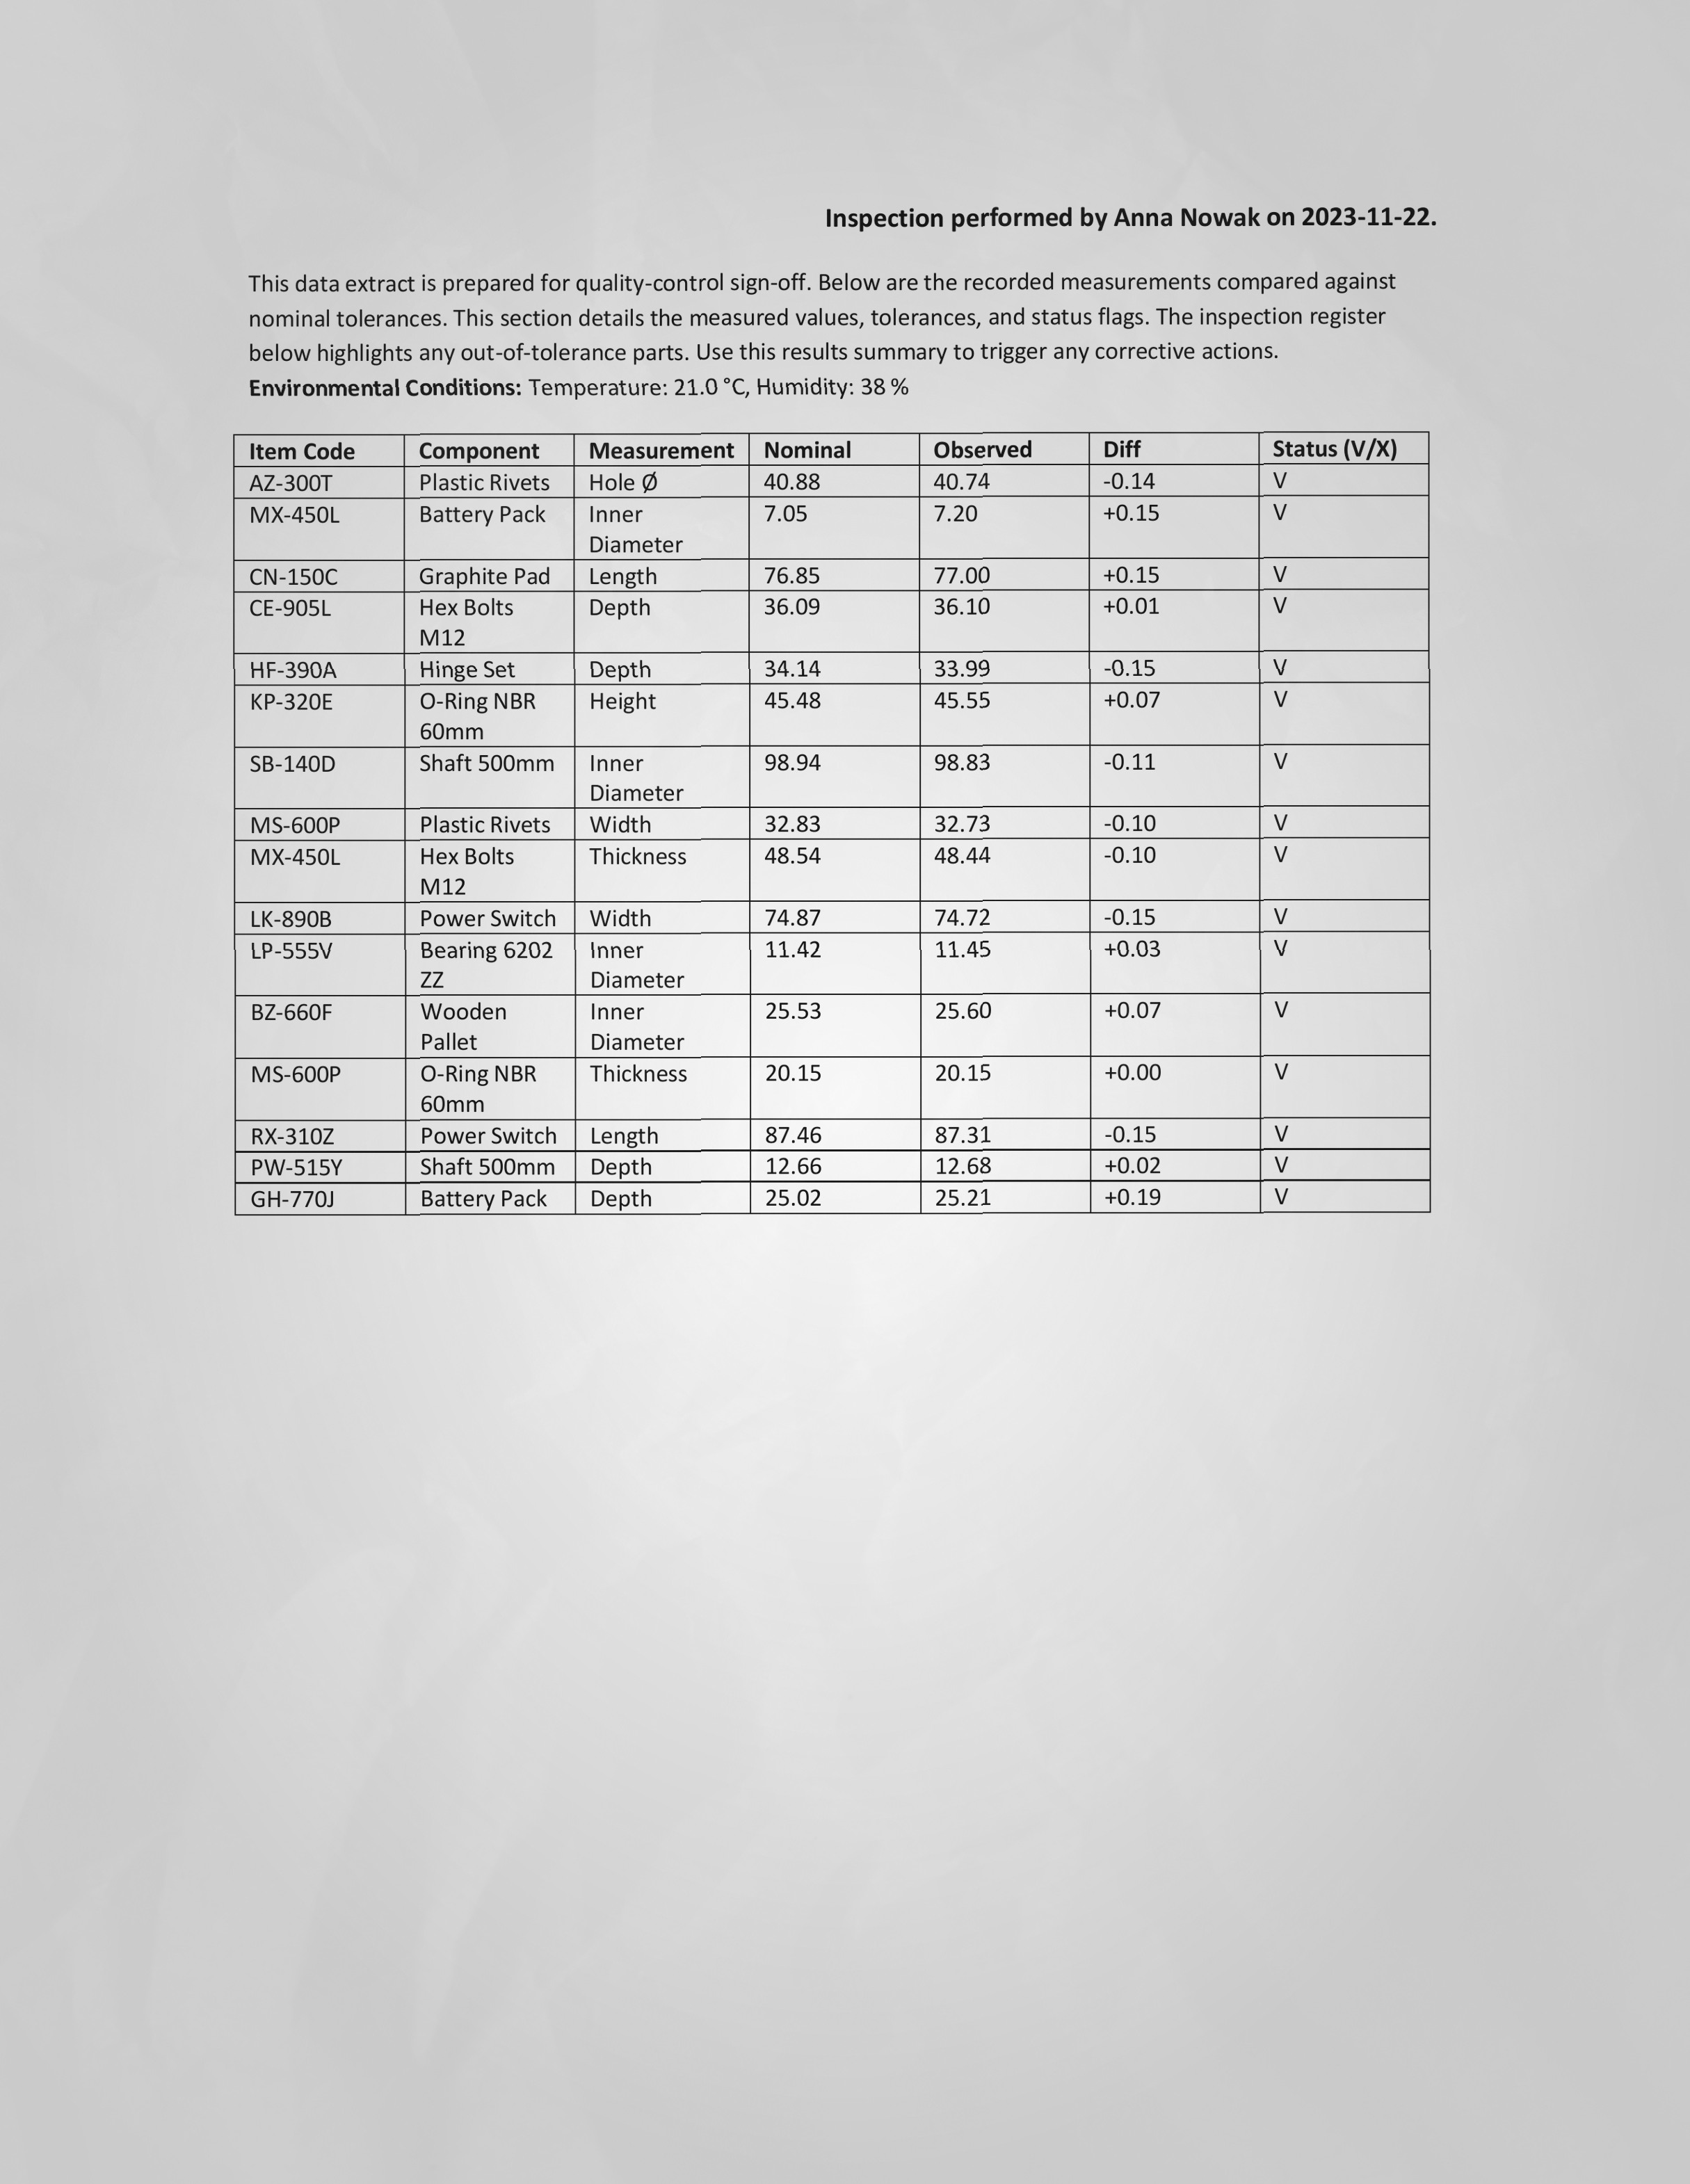 Inspection performed by Anna Nowak on 2023-11-22.
This data extract is prepared for quality-control sign-off. Below are the recorded measurements compared against
nominal tolerances. This section details the measured values, tolerances, and status flags. The inspection register
below highlights any out-of-tolerance parts. Use this results summary to trigger any corrective actions.
Environmental Conditions: Temperature: 21.0 °C, Humidity: 38 %
Item Code Component Measurement Nominal Observed Diff Status (V/X)
AZ-300T Plastic Rivets Hole Ø 40.88 40.74 -0.14 V
MX-450L Battery Pack Inner 7.05 7.20 +0.15 V
Diameter
CN-150C Graphite Pad Length 76.85 77.00 +0.15 V
CE-905L Hex Bolts Depth 36.09 36.10 +0.01 V
M12
HF-390A Hinge Set Depth 34.14 33.99 -0.15 V
KP-320E O-Ring NBR Height 45.48 45.55 +0.07 V
60mm
SB-140D Shaft 500mm Inner 98.94 98.83 -0.11 V
Diameter
MS-600P Plastic Rivets Width 32.83 32.73 -0.10 V
MX-450L Hex Bolts Thickness 48.54 48.44 -0.10 V
M12
LK-890B Power Switch Width 74.87 74.72 -0.15 V
LP-555V Bearing 6202 Inner 11.42 11.45 +0.03 V
ZZ Diameter
BZ-660F Wooden Inner 25.53 25.60 +0.07 V
Pallet Diameter
MS-600P O-Ring NBR Thickness 20.15 20.15 +0.00 V
60mm
RX-310Z Power Switch Length 87.46 87.31 -0.15 V
PW-515Y Shaft 500mm Depth 12.66 12.68 +0.02 V
GH-770J Battery Pack Depth 25.02 25.21 +0.19 V